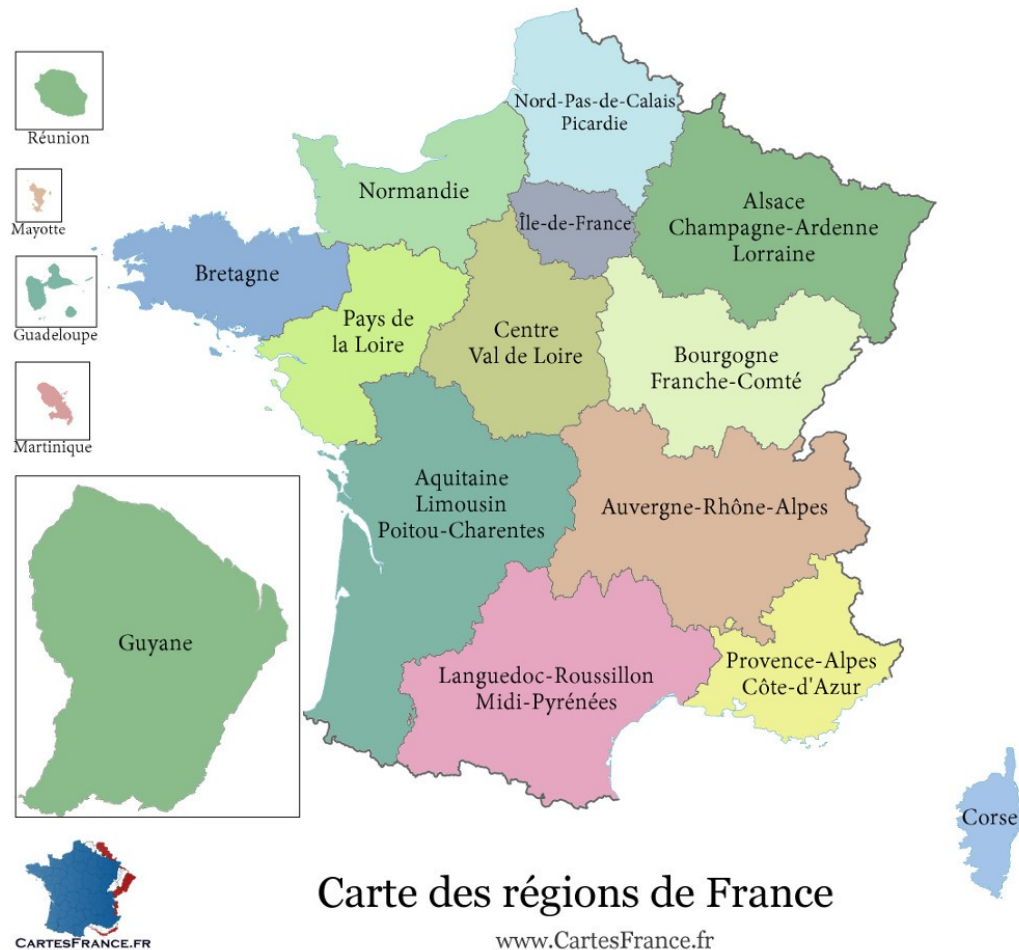 Réunion
Mayotte
Guadeloupe
Martinique
Guyane
Nord-Pas-de-Calais
Picardie
Normandie
Île-de-France
Alsace
Champagne-Ardenne
Lorraine
Bretagne
Pays de
la Loire
Centre
Val de Loire
Bourgogne
Franche-Comté
Aquitaine
Limousin
Poitou-Charentes
Auvergne-Rhône-Alpes
Languedoc-Roussillon
Midi-Pyrénées
Provence-Alpes
Côte-d'Azur
Corse
CARTESFRANCE.FR
Carte des régions de France
www.CartesFrance.fr